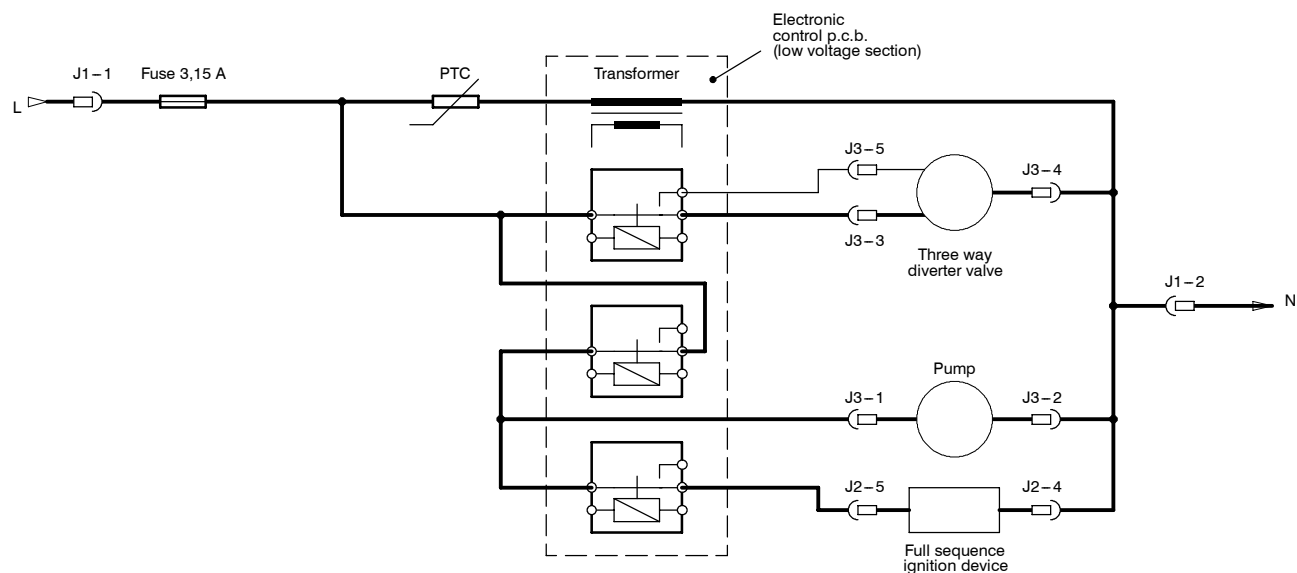 Electronic
control p.c.b.
(low voltage section)
J1-1
Fuse 3,15 A
PTC
Transformer
L
J3-5
J3-4
J3-3
Three way
diverter valve
J1-2
N
Pump
J3-1
J3-2
J2-5
J2-4
Full sequence
ignition device